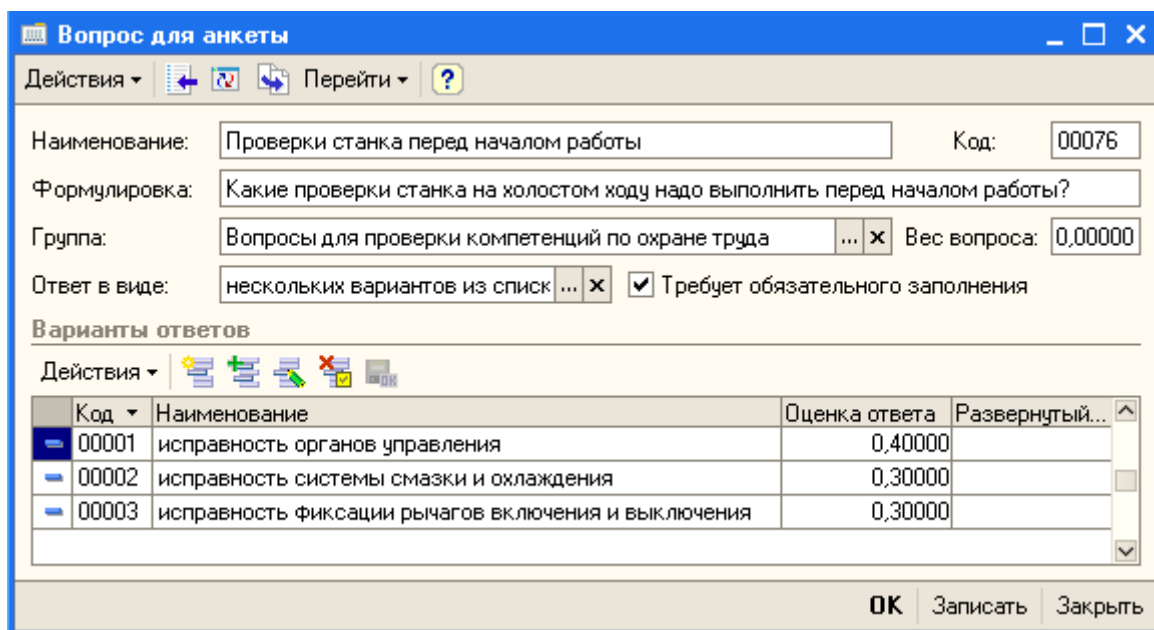 Вопрос для анкеты
Действия Перейти ?
Наименование: Проверки станка перед началом работы Код: 00076
Формулировка: Какие проверки станка на холостом ходу надо выполнить перед началом работы?
Группа: Вопросы для проверки компетенций по охране труда ... x Вес вопроса: 0,00000
Ответ в виде: нескольких вариантов из списк ... x Требует обязательного заполнения
Варианты ответов
Действия
Код Наименование Оценка ответа Развернутый...
00001 исправность органов управления 0,40000
00002 исправность системы смазки и охлаждения 0,30000
00003 исправность фиксации рычагов включения и выключения 0,30000
OK Записать Закрыть